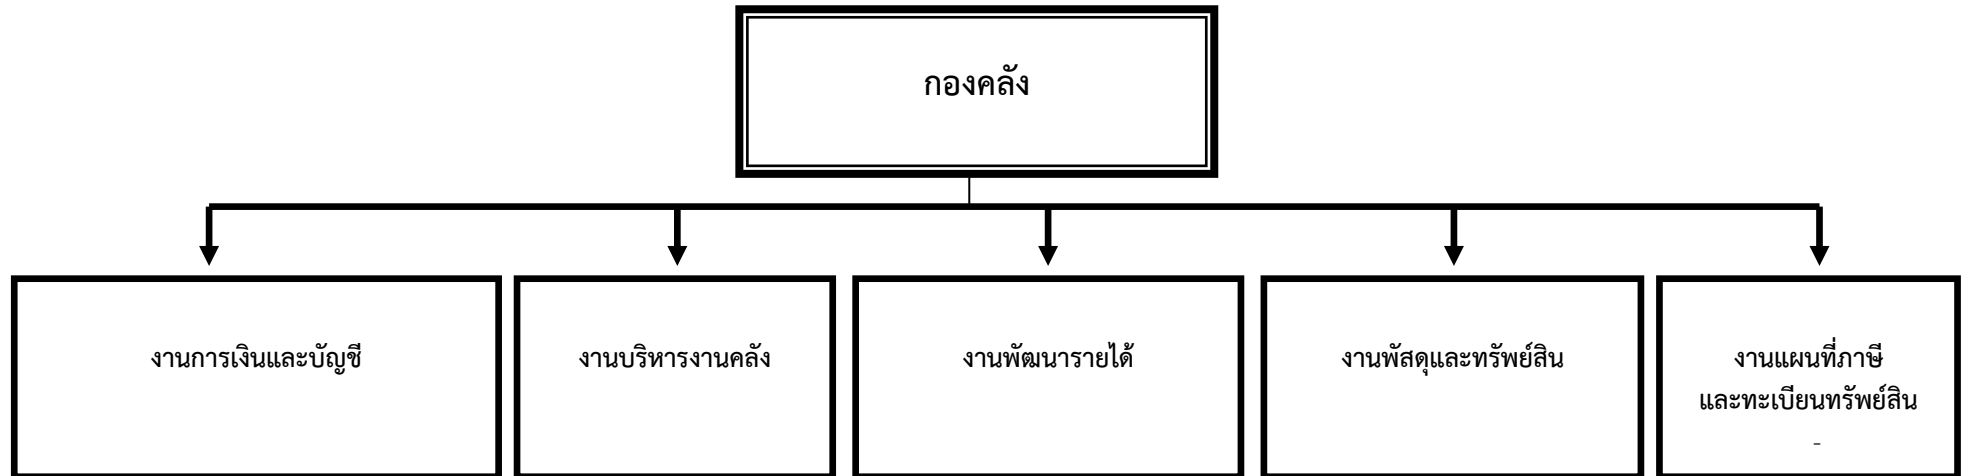 กองคลัง
งานการเงินและบัญชี
งานบริหารงานคลัง
งานพัฒนารายได้
งานพัสดุและทรัพย์สิน
งานแผนที่ภาษี
และทะเบียนทรัพย์สิน
-